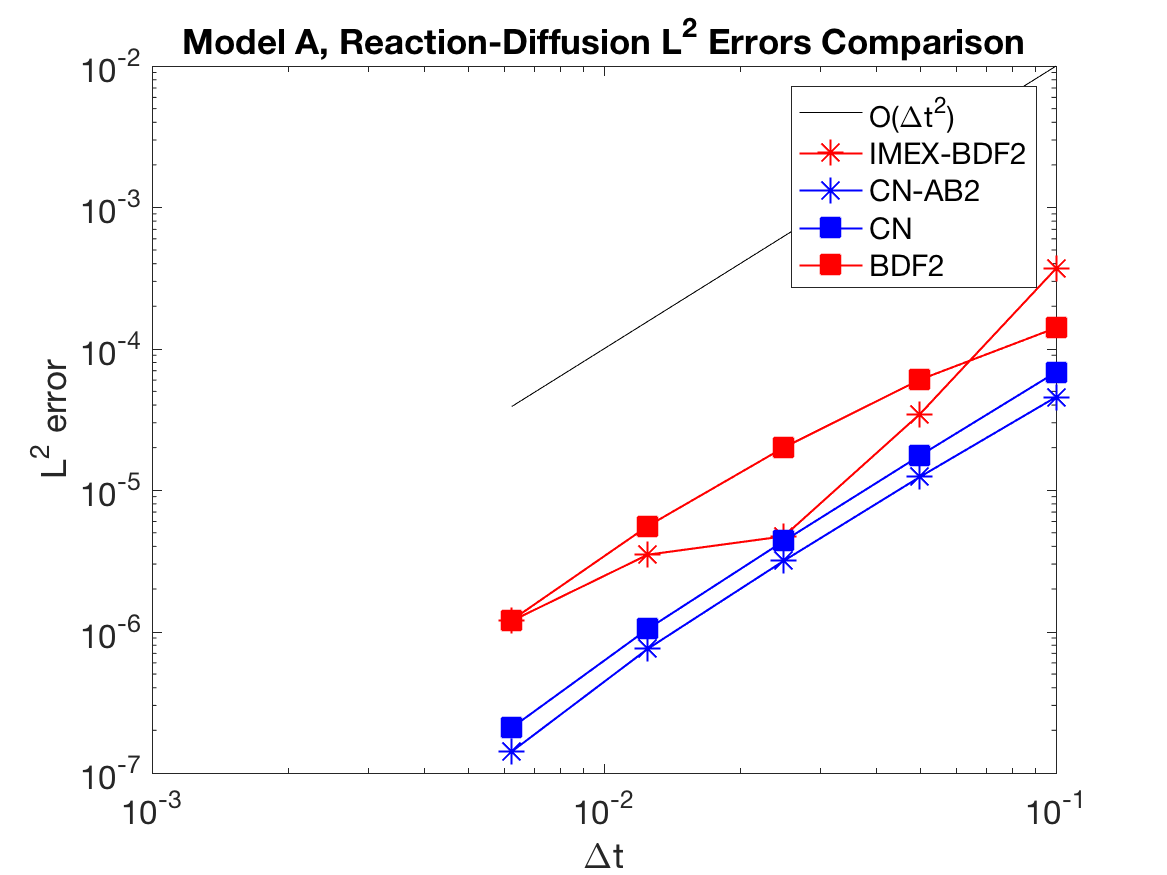 Model A, Reaction-Diffusion L² Errors Comparison
10⁻²
10⁻³
10⁻⁴
10⁻⁵
10⁻⁶
10⁻⁷
L² error
O(Δt²)
IMEX-BDF2
CN-AB2
CN
BDF2
10⁻³
10⁻²
10⁻¹
Δt